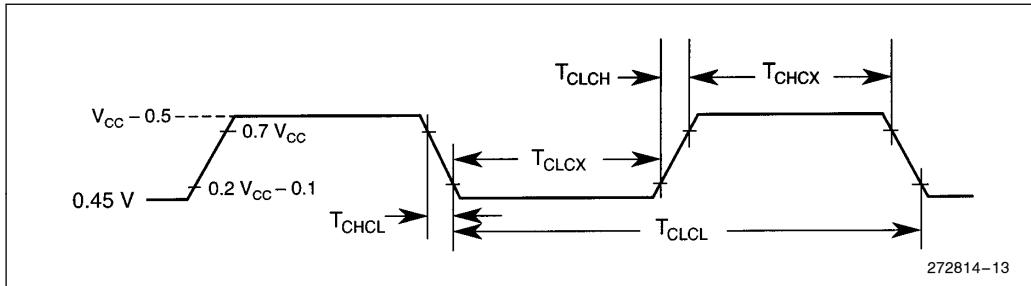 T_CLCH
T_CHCX
V_CC – 0.5
0.7 V_CC
T_CLCX
0.2 V_CC – 0.1
0.45 V
T_CHCL
T_CLCL
272814–13